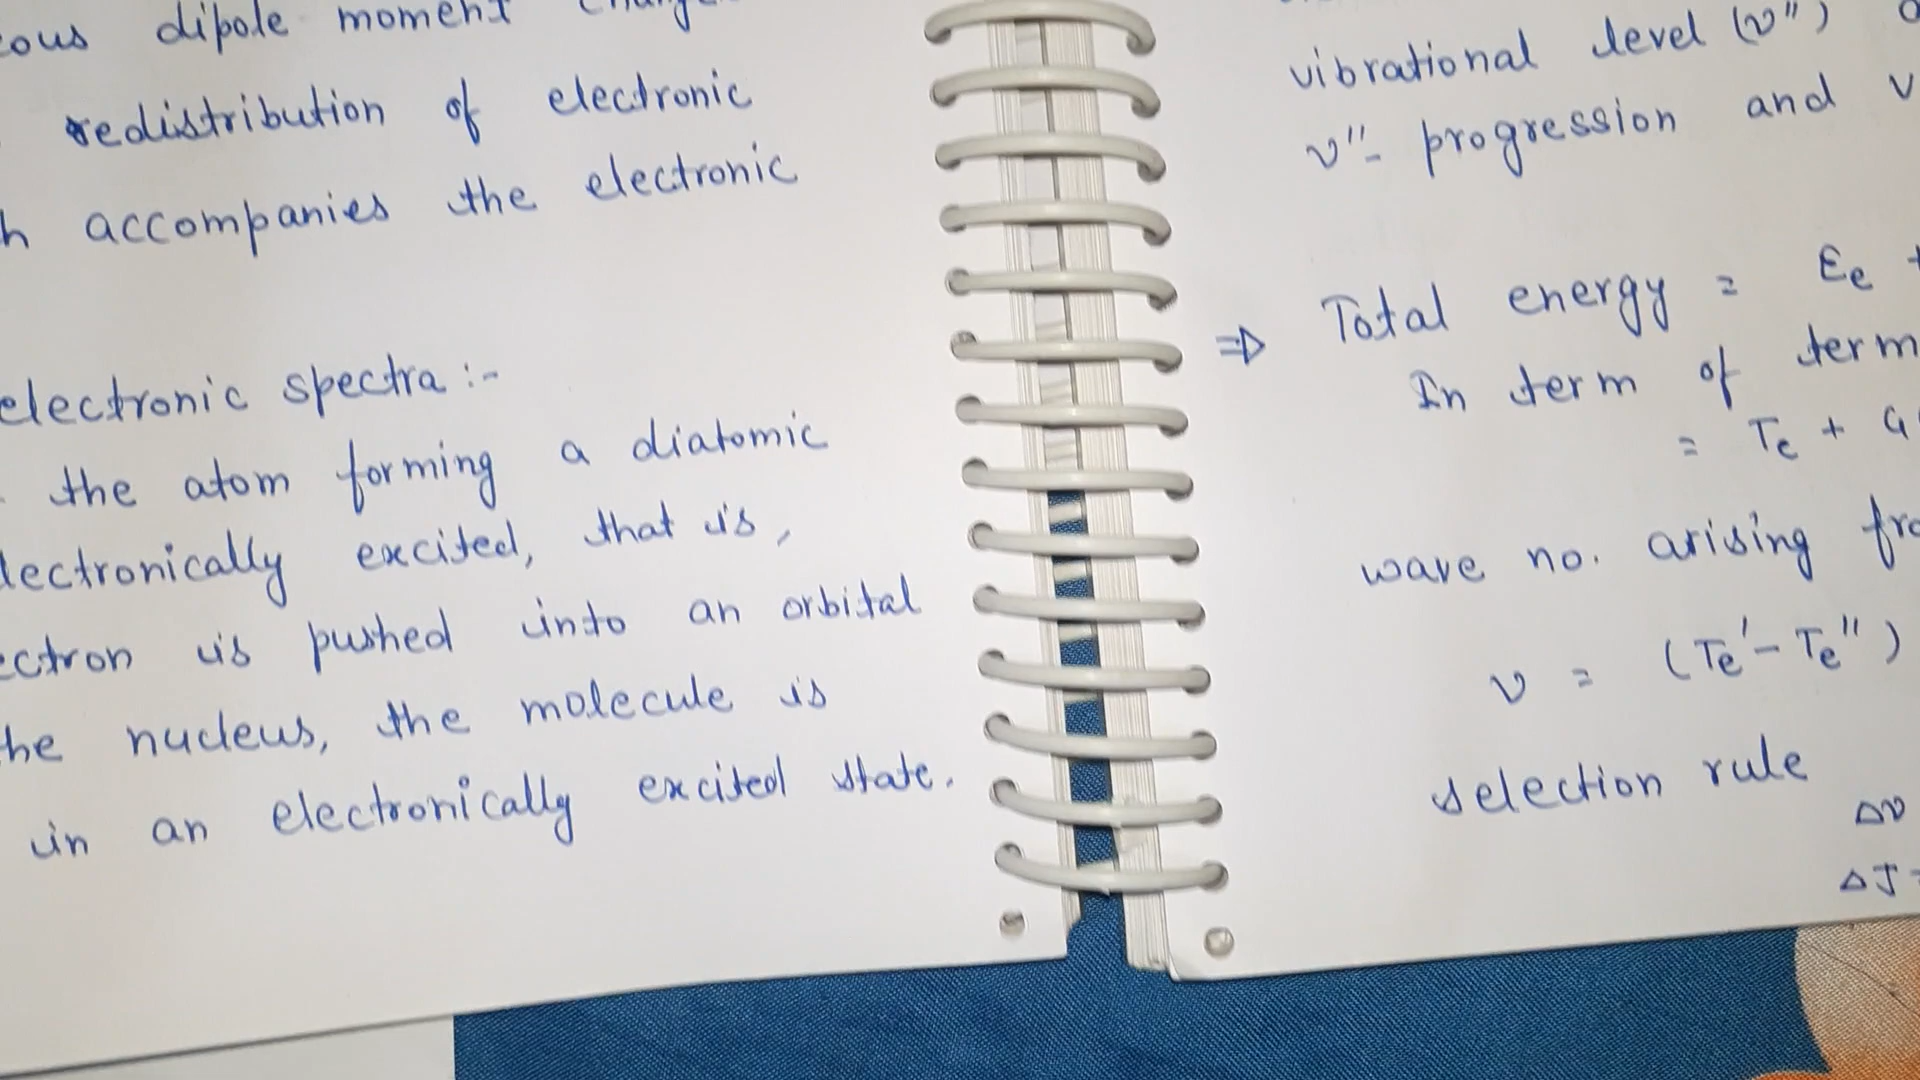 dipole moment
redistribution of electronic
accompanies the electronic
electronic spectra :-
the atom forming a diatomic
excited, that is,
is pushed into an orbital
nucleus, the molecule is
in an electronically excited state.
vibrational level (v'')
v''- progression and v
⇒ Total energy = Ee +
In term of term
= Te + G
wave no. arising
ν = (Te' - Te'')
selection rule
Δv
ΔJ =